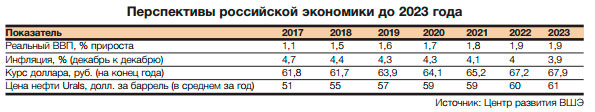 Перспективы российской экономики до 2023 года
Показатель 2017 2018 2019 2020 2021 2022 2023
Реальный ВВП, % прироста 1,1 1,5 1,6 1,7 1,8 1,9 1,9
Инфляция, % (декабрь к декабрю) 4,7 4,4 4,3 4,3 4,1 4 3,9
Курс доллара, руб. (на конец года) 61,8 61,7 63,9 64,1 65,2 67,2 67,9
Цена нефти Urals, долл. за баррель (в среднем за год) 51 55 57 59 59 60 61
Источник: Центр развития ВШЭ